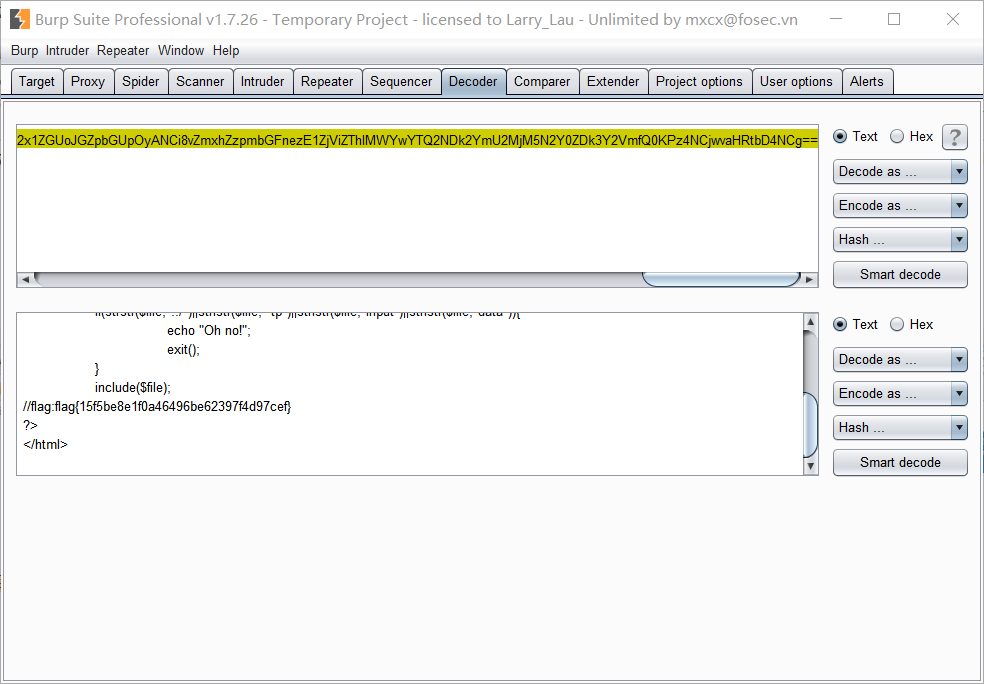 Burp Suite Professional v1.7.26 - Temporary Project - licensed to Larry_Lau - Unlimited by mxcx@fosec.vn
Burp Intruder Repeater Window Help
Target Proxy Spider Scanner Intruder Repeater Sequencer Decoder Comparer Extender Project options User options Alerts
2x1ZGUoJGZpbGUpOyANCi8vZmxhZzpmbGFnezE1ZjViZThlMWYwYTQ2NDk2YmU2MjM5N2Y0ZDk3Y2VmfQ0KPz4NCjwvaHRtbD4NCg==
Text Hex ?
Decode as ...
Encode as ...
Hash ...
Smart decode
echo "Oh no!";
exit();
}
include($file);
//flag:flag{15f5be8e1f0a46496be62397f4d97cef}
?>
</html>
Text Hex
Decode as ...
Encode as ...
Hash ...
Smart decode